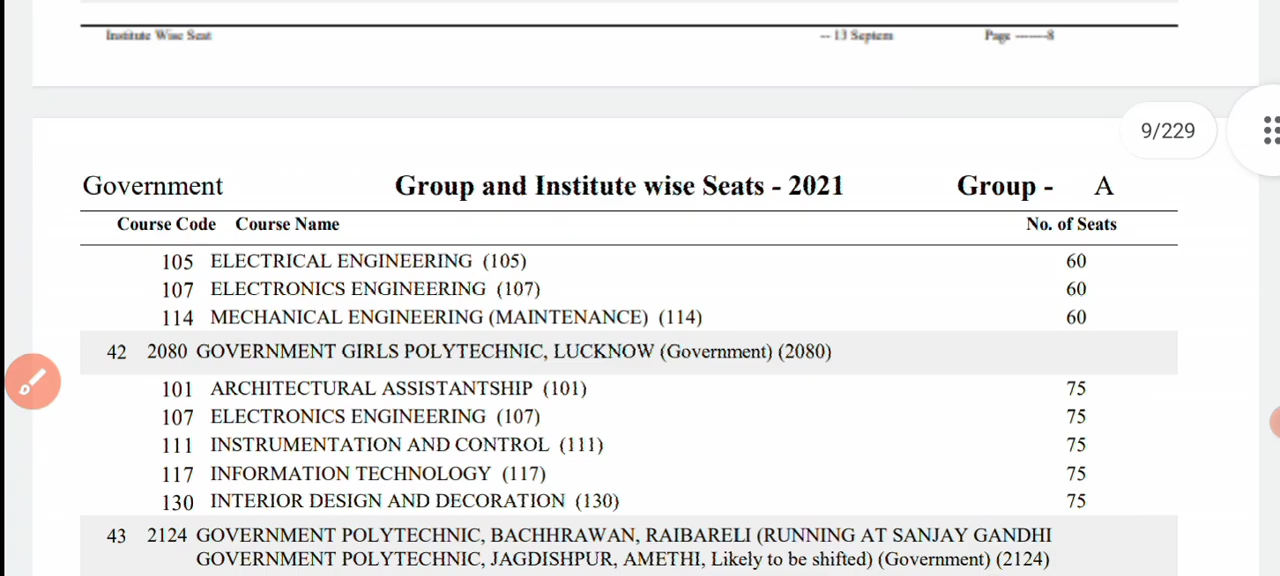 Institute Wise Seat -- 13 Septem Page -------8
9/229
Government Group and Institute wise Seats - 2021 Group - A
Course Code Course Name No. of Seats
105 ELECTRICAL ENGINEERING (105) 60
107 ELECTRONICS ENGINEERING (107) 60
114 MECHANICAL ENGINEERING (MAINTENANCE) (114) 60
42 2080 GOVERNMENT GIRLS POLYTECHNIC, LUCKNOW (Government) (2080)
101 ARCHITECTURAL ASSISTANTSHIP (101) 75
107 ELECTRONICS ENGINEERING (107) 75
111 INSTRUMENTATION AND CONTROL (111) 75
117 INFORMATION TECHNOLOGY (117) 75
130 INTERIOR DESIGN AND DECORATION (130) 75
43 2124 GOVERNMENT POLYTECHNIC, BACHHRAWAN, RAIBARELI (RUNNING AT SANJAY GANDHI
GOVERNMENT POLYTECHNIC, JAGDISHPUR, AMETHI, Likely to be shifted) (Government) (2124)